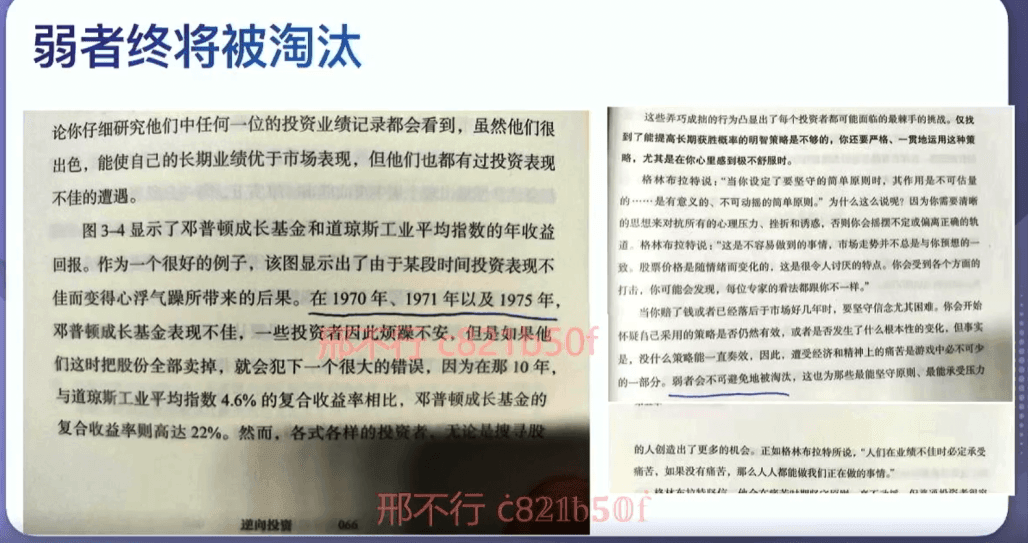 弱者终将被淘汰
论你仔细研究他们中任何一位的投资业绩记录都会看到，虽然他们很
出色，能使自己的长期业绩优于市场表现，但他们也都有过投资表现
不佳的遭遇。
图 3-4 显示了邓普顿成长基金和道琼斯工业平均指数的年收益
回报。作为一个很好的例子，该图显示出了由于某段时间投资表现不
佳而变得心浮气躁所带来的后果。在 1970 年、1971 年以及 1975 年，
邓普顿成长基金表现不佳，一些投资者因此烦躁不安，但是如果他
们这时把股份全部卖掉，就会犯下一个很大的错误，因为在那 10 年，
与道琼斯工业平均指数 4.6% 的复合收益率相比，邓普顿成长基金的
复合收益率则高达 22%。然而，各式各样的投资者，无论是搜寻股
逆向投资 066
这些弄巧成拙的行为凸显出了每个投资者都可能面临的最棘手的挑战。仅找
到了能提高长期获胜概率的明智策略是不够的，你还要严格、一贯地运用这种策
略，尤其是在你心里感到极不舒服时。
格林布拉特说："当你设定了要坚守的简单原则时，其作用是不可估量
的……是有意义的、不可动摇的简单原则。"为什么这么说呢？因为你需要清晰
的思想来对抗所有的心理压力、挫折和诱惑，否则你会摇摆不定或偏离正确的轨
道。格林布拉特说："这是不容易做到的事情，市场走势并不总是与你预想的一
致。股票价格是随情绪而变化的，这是很令人讨厌的特点。你会受到各个方面的
打击，你可能会发现，每位专家的看法都跟你不一样。"
当你赔了钱或者已经落后于市场好几年时，要坚守信念尤其困难。你会开始
怀疑自己采用的策略是否仍然有效，或者是否发生了什么根本性的变化，但事实
是，没什么策略能一直奏效，因此，遭受经济和精神上的痛苦是游戏中必不可少
的一部分。弱者会不可避免地被淘汰，这也为那些最能坚守原则、最能承受压力
的人创造出了更多的机会。正如格林布拉特所说，"人们在业绩不佳时必定承受
痛苦，如果没有痛苦，那么人人都能做我们正在做的事情。"
邢不行 c821b50f
邢不行 c821b50f